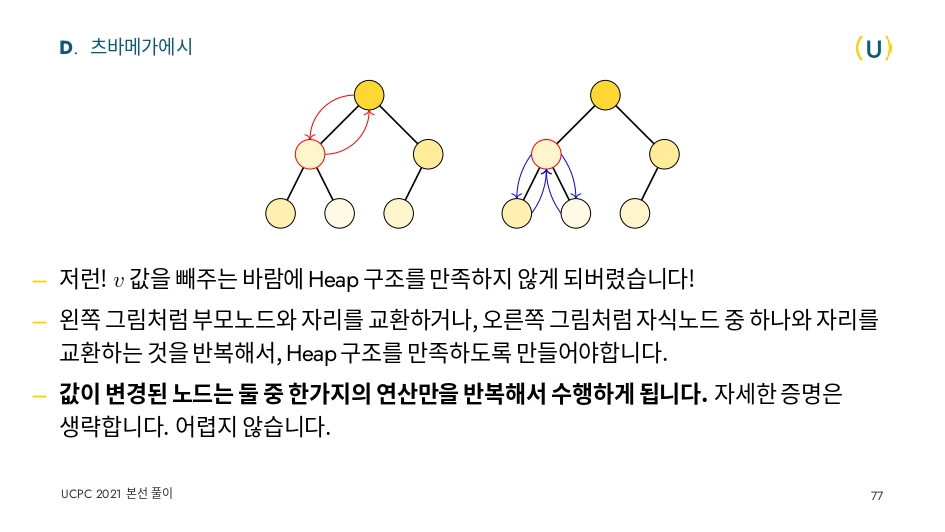 D. 츠바메가에시
(U)
– 저런! v 값을 빼주는 바람에 Heap 구조를 만족하지 않게 되버렸습니다!
– 왼쪽 그림처럼 부모노드와 자리를 교환하거나, 오른쪽 그림처럼 자식노드 중 하나와 자리를
교환하는 것을 반복해서, Heap 구조를 만족하도록 만들어야합니다.
– 값이 변경된 노드는 둘 중 한가지의 연산만을 반복해서 수행하게 됩니다. 자세한 증명은
생략합니다. 어렵지 않습니다.
UCPC 2021 본선 풀이
77